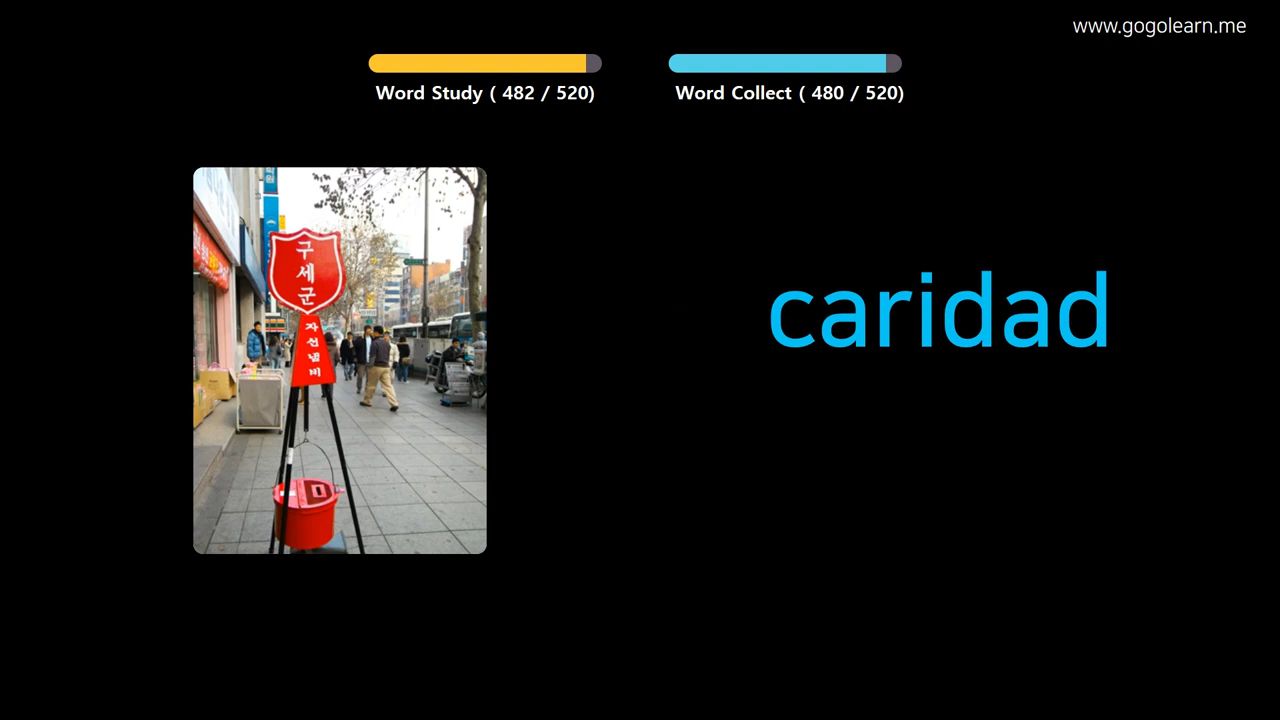 www.gogolearn.me
Word Study ( 482 / 520)
Word Collect ( 480 / 520)
구
세
군
자
선
냄
비
caridad